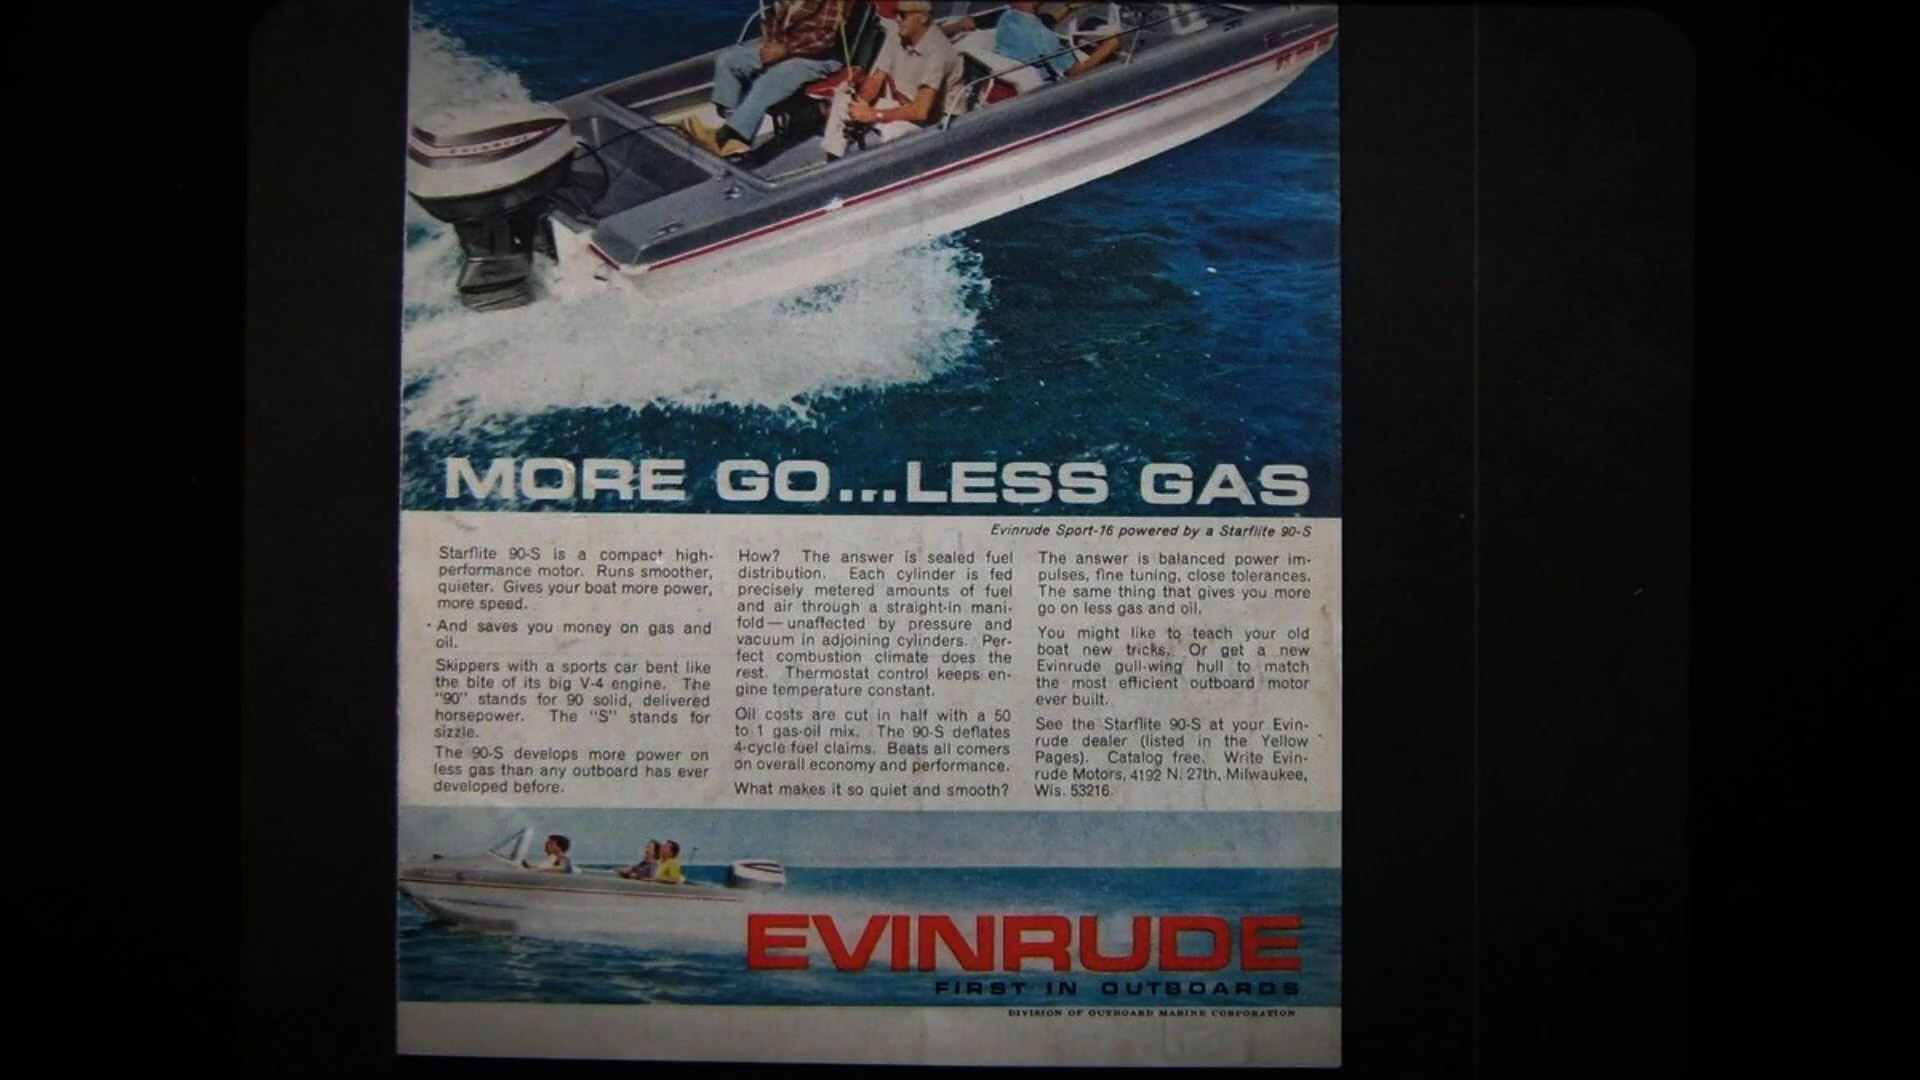 EVINRUDE
MORE GO...LESS GAS
Evinrude Sport-16 powered by a Starflite 90-S
Starflite 90-S is a compact high-
performance motor. Runs smoother,
quieter. Gives your boat more power,
more speed.
And saves you money on gas and
oil.
Skippers with a sports car bent like
the bite of its big V-4 engine. The
"90" stands for 90 solid, delivered
horsepower. The "S" stands for
sizzle.
The 90-S develops more power on
less gas than any outboard has ever
developed before.
How? The answer is sealed fuel
distribution. Each cylinder is fed
precisely metered amounts of fuel
and air through a straight-in mani-
fold — unaffected by pressure and
vacuum in adjoining cylinders. Per-
fect combustion climate does the
rest. Thermostat control keeps en-
gine temperature constant.
Oil costs are cut in half with a 50
to 1 gas-oil mix. The 90-S deflates
4-cycle fuel claims. Beats all comers
on overall economy and performance.
What makes it so quiet and smooth?
The answer is balanced power im-
pulses, fine tuning, close tolerances.
The same thing that gives you more
go on less gas and oil.
You might like to teach your old
boat new tricks. Or get a new
Evinrude gull-wing hull to match
the most efficient outboard motor
ever built.
See the Starflite 90-S at your Evin-
rude dealer (listed in the Yellow
Pages). Catalog free. Write Evin-
rude Motors, 4192 N. 27th, Milwaukee,
Wis. 53216.
EVINRUDE
FIRST IN OUTBOARDS
DIVISION OF OUTBOARD MARINE CORPORATION